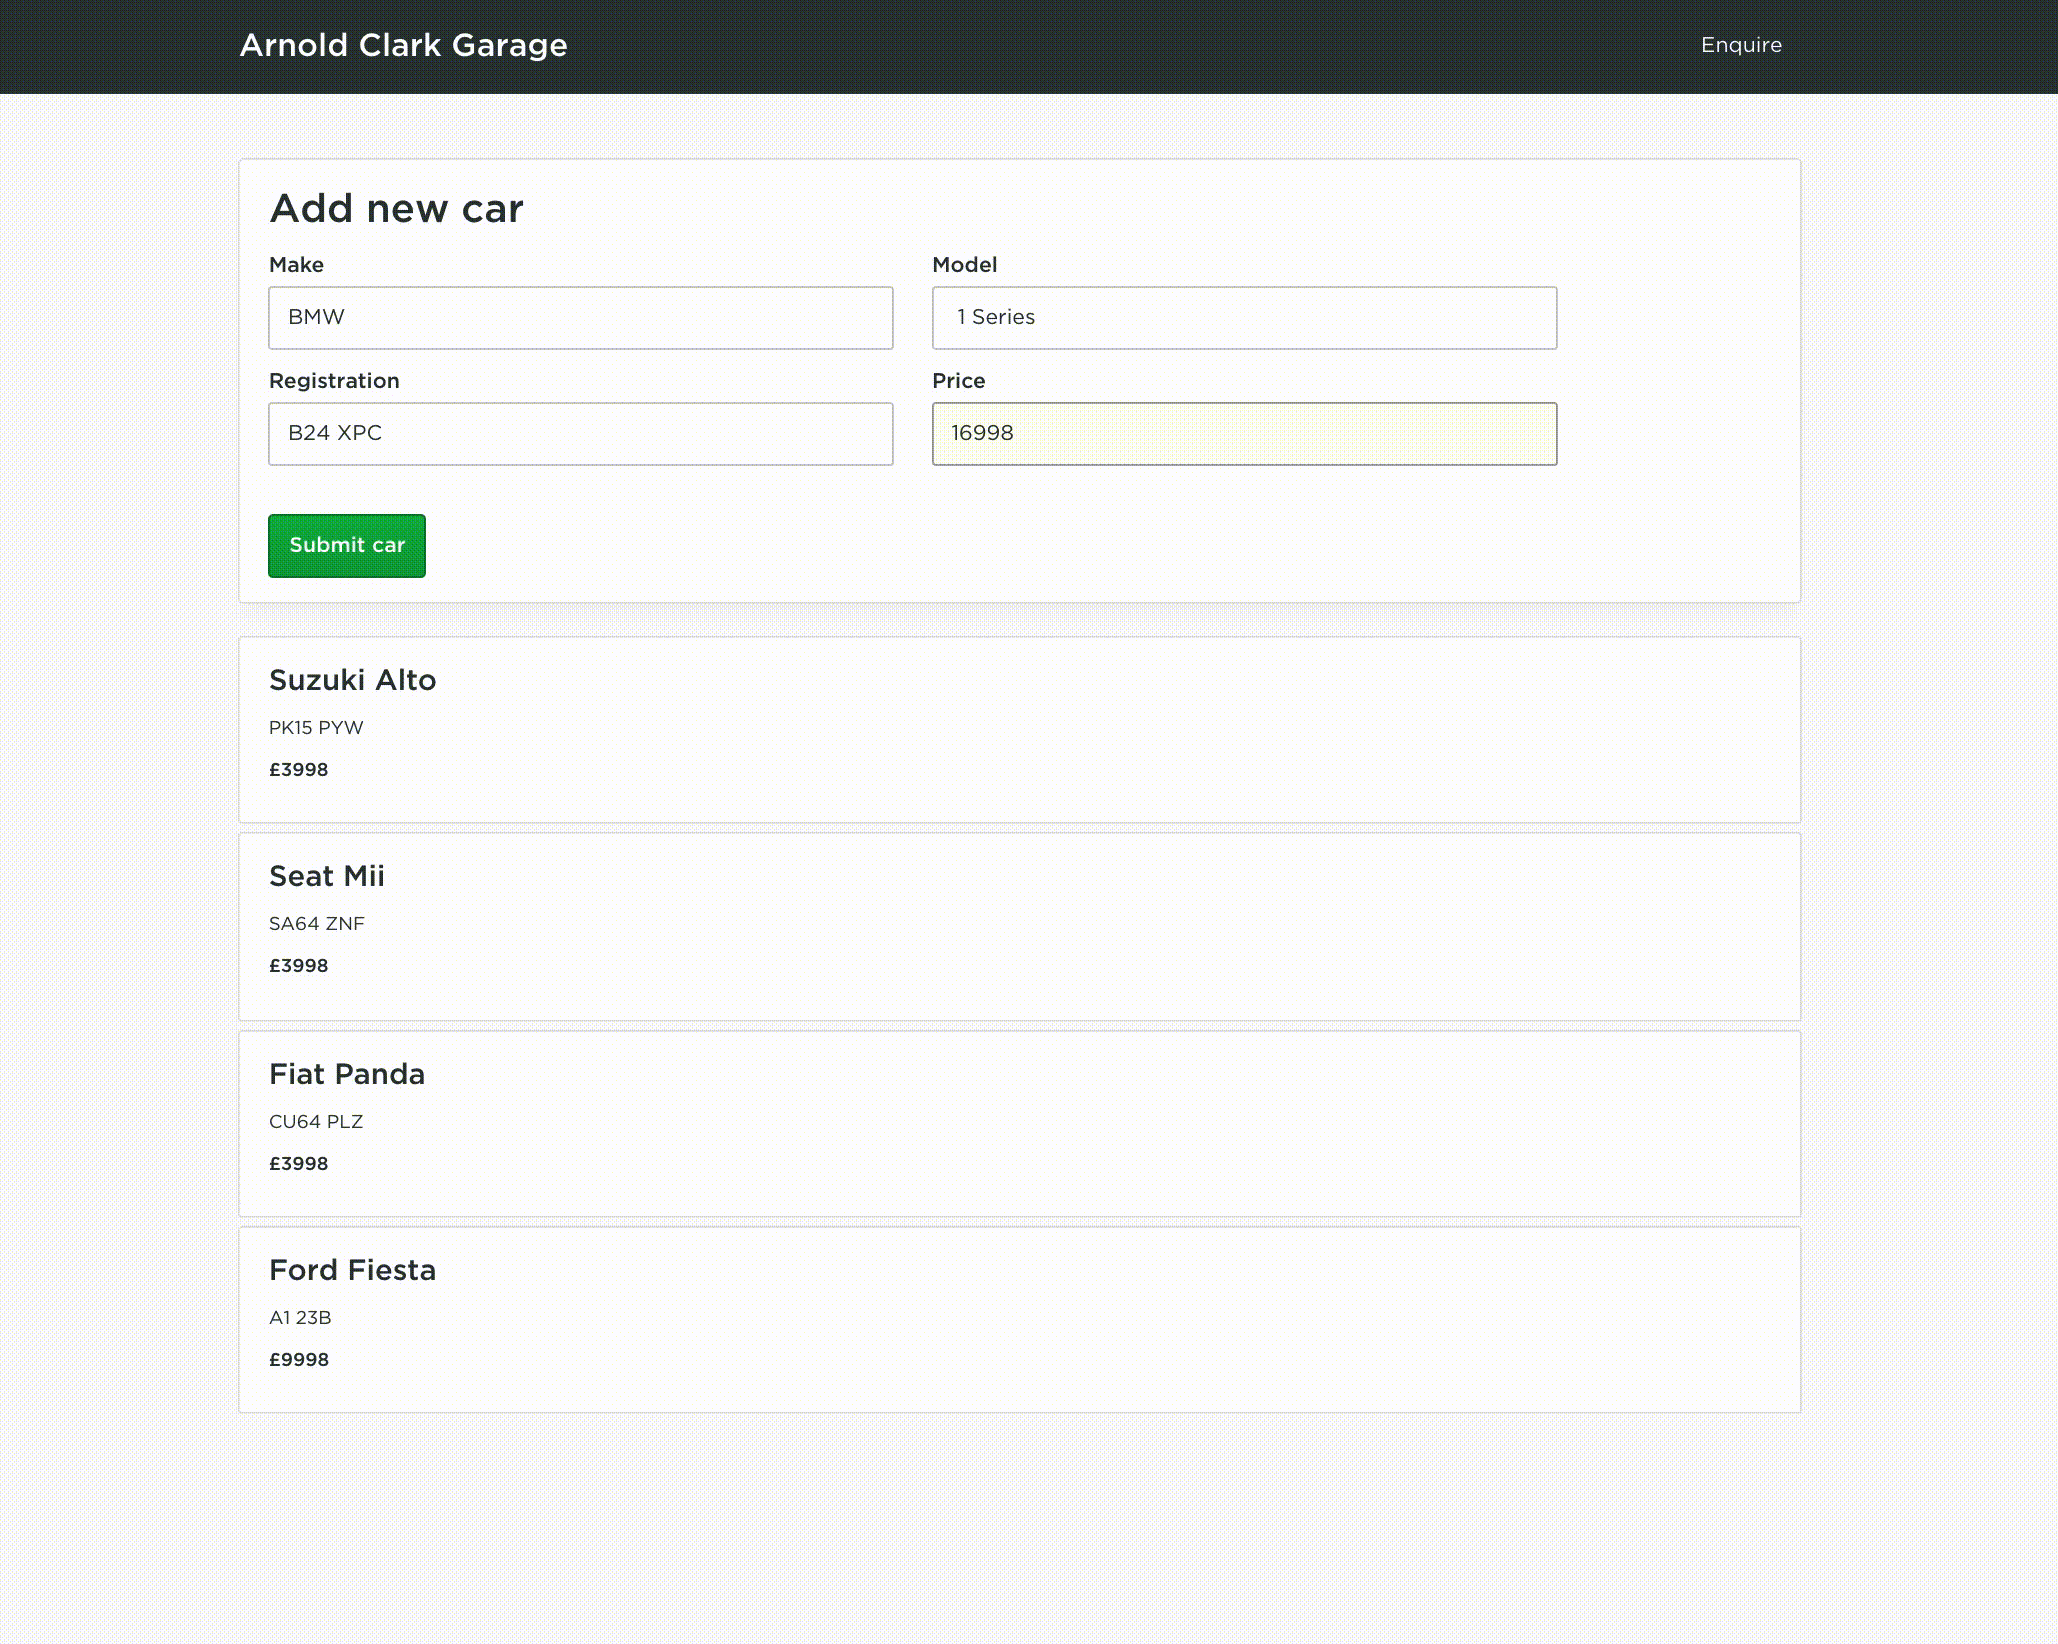 Arnold Clark Garage
Enquire
Add new car
Make
Model
BMW
1 Series
Registration
Price
B24 XPC
16998
Submit car
Suzuki Alto
PK15 PYW
£3998
Seat Mii
SA64 ZNF
£3998
Fiat Panda
CU64 PLZ
£3998
Ford Fiesta
A1 23B
£9998